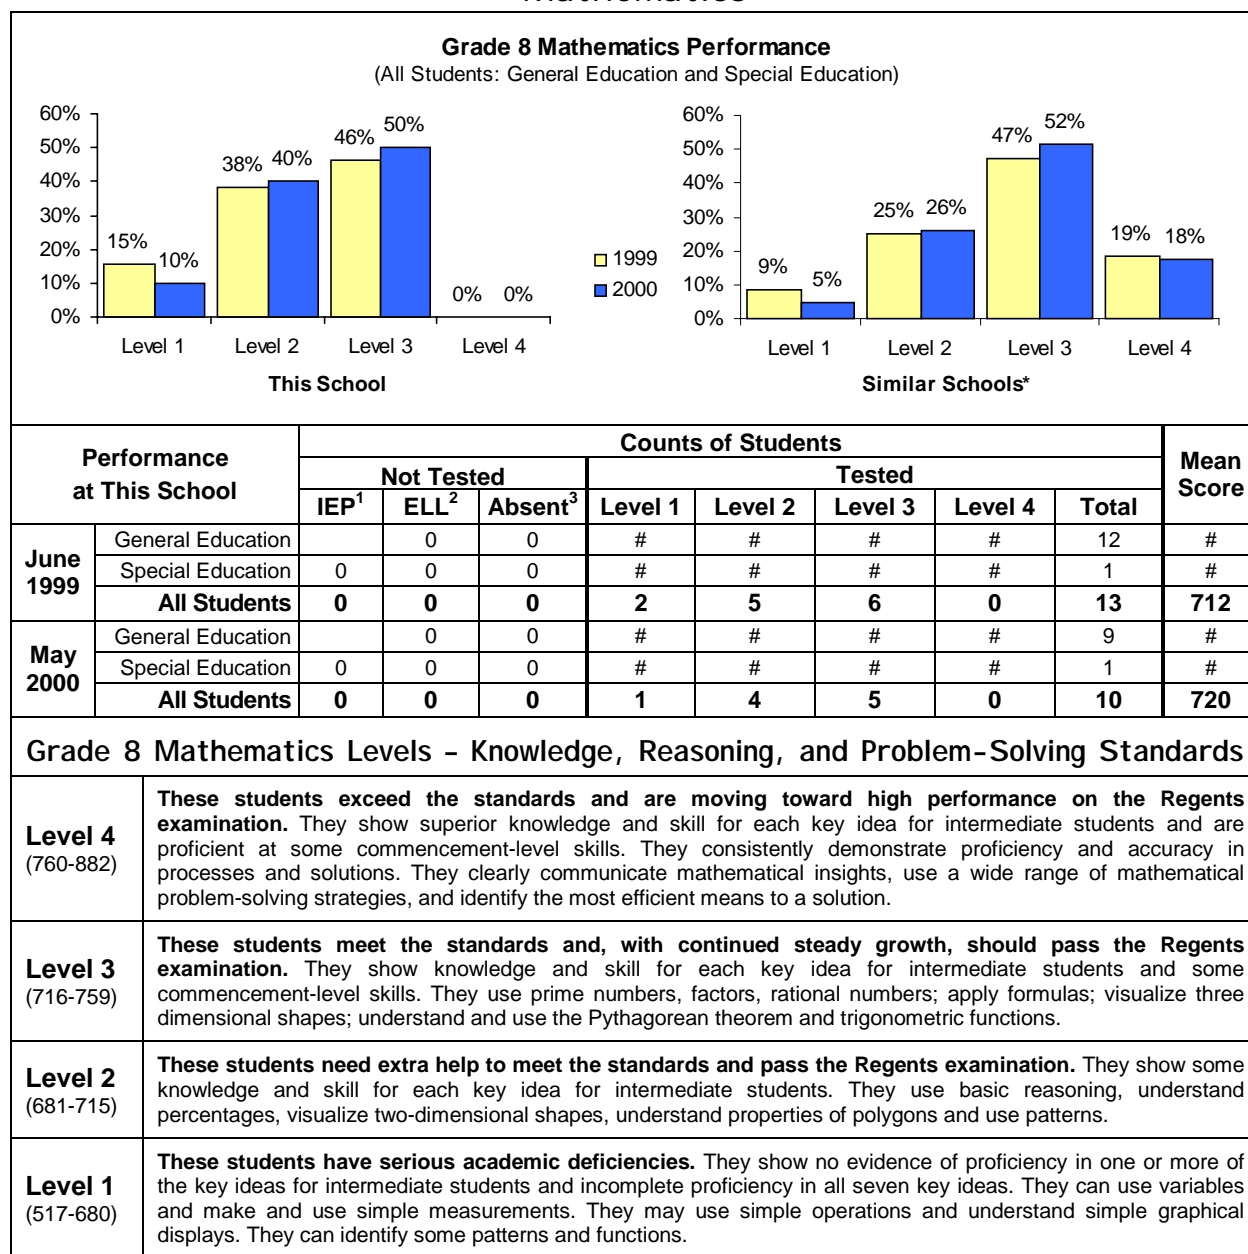 Mathematics
Grade 8 Mathematics Performance
(All Students: General Education and Special Education)
60%
50%
40%
30%
20%
10%
0%
15%
10%
38%
40%
46%
50%
0%
0%
Level 1
Level 2
Level 3
Level 4
This School
1999
2000
60%
50%
40%
30%
20%
10%
0%
9%
5%
25%
26%
47%
52%
19%
18%
Level 1
Level 2
Level 3
Level 4
Similar Schools*
Performance
at This School
Counts of Students
Mean
Score
Not Tested
Tested
IEP1 ELL2 Absent3 Level 1 Level 2 Level 3 Level 4 Total
June
1999
General Education 0 0 # # # # 12 #
Special Education 0 0 0 # # # # 1 #
All Students 0 0 0 2 5 6 0 13 712
May
2000
General Education 0 0 # # # # 9 #
Special Education 0 0 0 # # # # 1 #
All Students 0 0 0 1 4 5 0 10 720
Grade 8 Mathematics Levels – Knowledge, Reasoning, and Problem-Solving Standards
Level 4
(760-882)
These students exceed the standards and are moving toward high performance on the Regents
examination. They show superior knowledge and skill for each key idea for intermediate students and are
proficient at some commencement-level skills. They consistently demonstrate proficiency and accuracy in
processes and solutions. They clearly communicate mathematical insights, use a wide range of mathematical
problem-solving strategies, and identify the most efficient means to a solution.
Level 3
(716-759)
These students meet the standards and, with continued steady growth, should pass the Regents
examination. They show knowledge and skill for each key idea for intermediate students and some
commencement-level skills. They use prime numbers, factors, rational numbers; apply formulas; visualize three
dimensional shapes; understand and use the Pythagorean theorem and trigonometric functions.
Level 2
(681-715)
These students need extra help to meet the standards and pass the Regents examination. They show some
knowledge and skill for each key idea for intermediate students. They use basic reasoning, understand
percentages, visualize two-dimensional shapes, understand properties of polygons and use patterns.
Level 1
(517-680)
These students have serious academic deficiencies. They show no evidence of proficiency in one or more of
the key ideas for intermediate students and incomplete proficiency in all seven key ideas. They can use variables
and make and use simple measurements. They may use simple operations and understand simple graphical
displays. They can identify some patterns and functions.